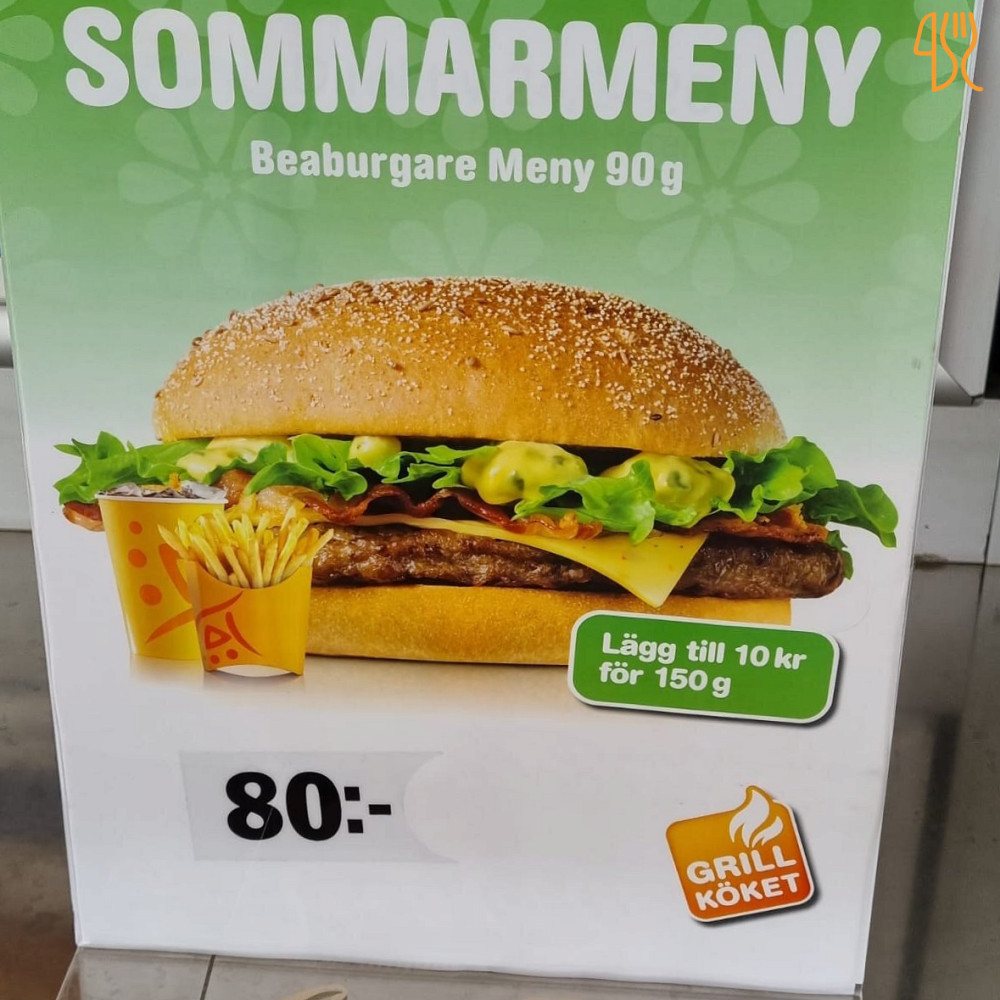 SOMMARMENY
Beaburgare Meny 90 g
Lägg till 10 kr
för 150 g
80:-
GRILL
KÖKET